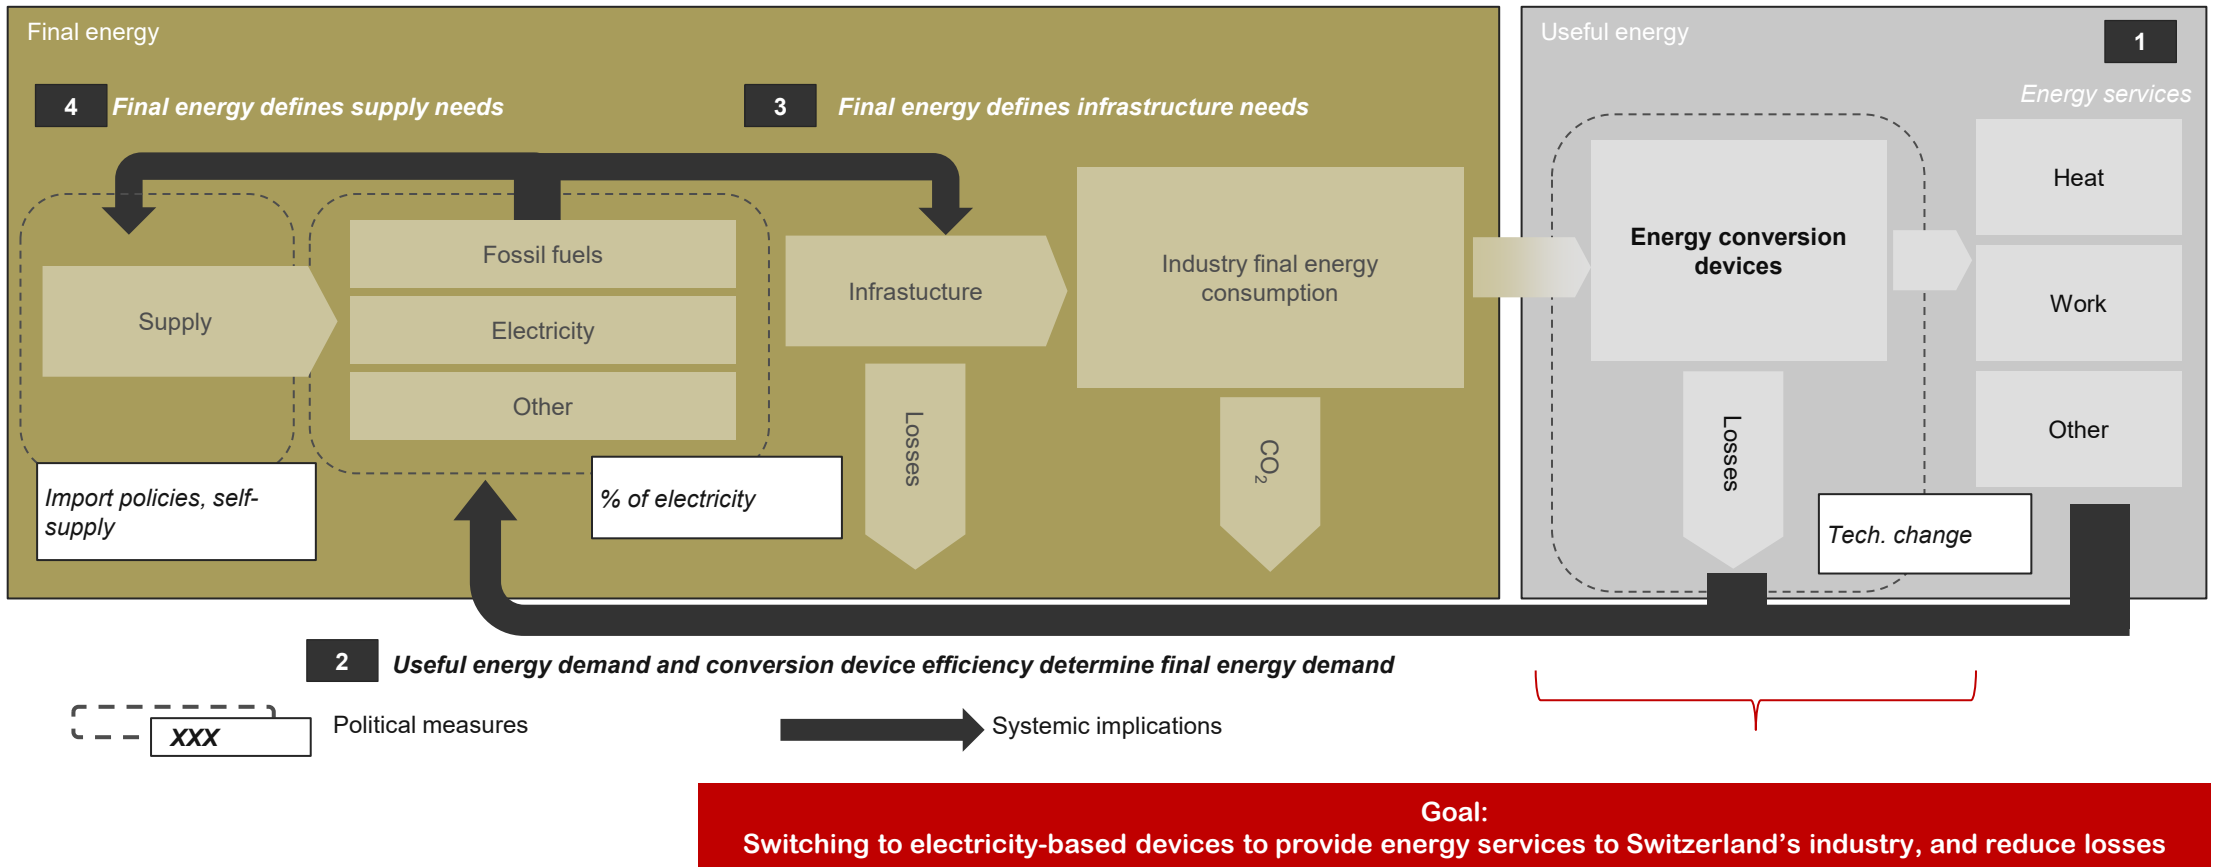 Final energy
Useful energy
1
Energy services
4
Final energy defines supply needs
3
Final energy defines infrastructure needs
Supply
Fossil fuels
Electricity
Other
Infrastucture
Industry final energy
consumption
Energy conversion
devices
Heat
Work
Other
Losses
CO₂
Losses
Import policies, self-
supply
% of electricity
Tech. change
2
Useful energy demand and conversion device efficiency determine final energy demand
XXX
Political measures
Systemic implications
Goal:
Switching to electricity-based devices to provide energy services to Switzerland's industry, and reduce losses